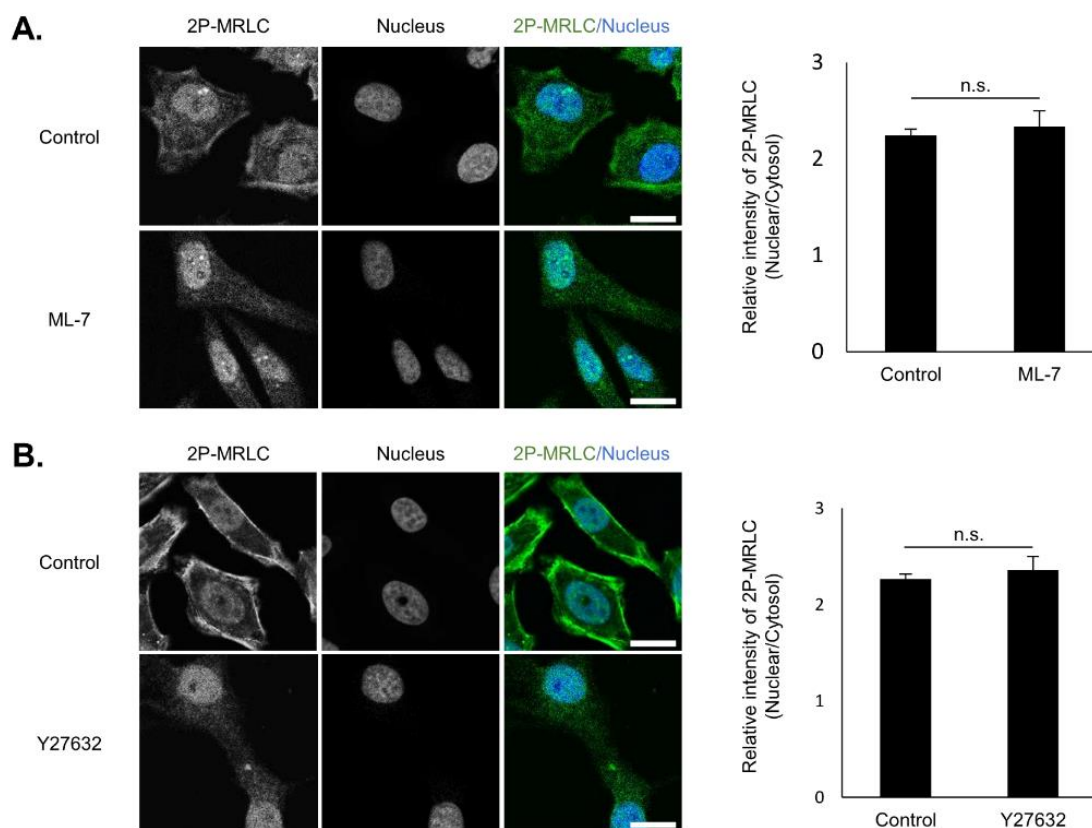 A.
2P-MRLC Nucleus 2P-MRLC/Nucleus
Control
ML-7
Relative intensity of 2P-MRLC
(Nuclear/Cytosol)
3
2
1
0
n.s.
Control ML-7
B.
2P-MRLC Nucleus 2P-MRLC/Nucleus
Control
Y27632
Relative intensity of 2P-MRLC
(Nuclear/Cytosol)
3
2
1
0
n.s.
Control Y27632